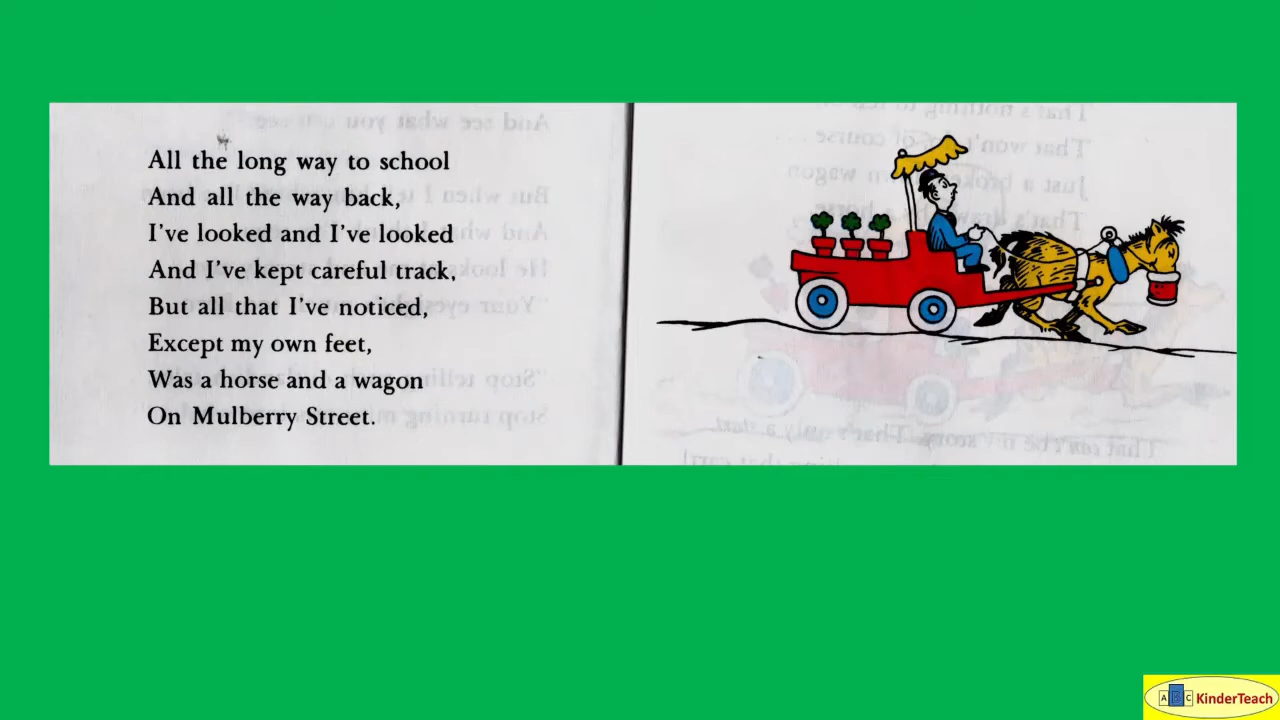 All the long way to school
And all the way back,
I've looked and I've looked
And I've kept careful track,
But all that I've noticed,
Except my own feet,
Was a horse and a wagon
On Mulberry Street.
A B C KinderTeach